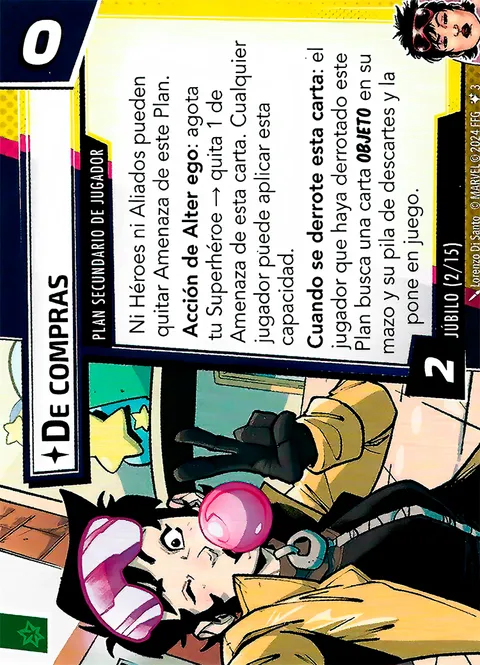 0
DE COMPRAS
PLAN SECUNDARIO DE JUGADOR
Ni Héroes ni Aliados pueden
quitar Amenaza de este Plan.
Acción de Alter ego: agota
tu Superhéroe → quita 1 de
Amenaza de esta carta. Cualquier
jugador puede aplicar esta
capacidad.
Cuando se derrote esta carta: el
jugador que haya derrotado este
Plan busca una carta OBJETO en su
mazo y su pila de descartes y la
pone en juego.
2
JÚBILO (2/15)
Lorenzo Di Santo © MARVEL © 2024 FFG 3